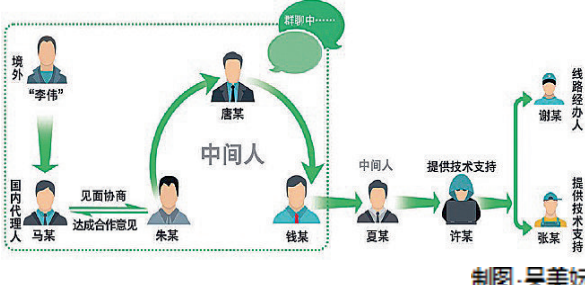 群聊中……
境外
“李伟”
唐某
中间人
国内代理人
马某
见面协商
达成合作意见
朱某
钱某
中间人
夏某
提供技术支持
许某
线路经办人
谢某
提供技术支持
张某
制图·吴美妘